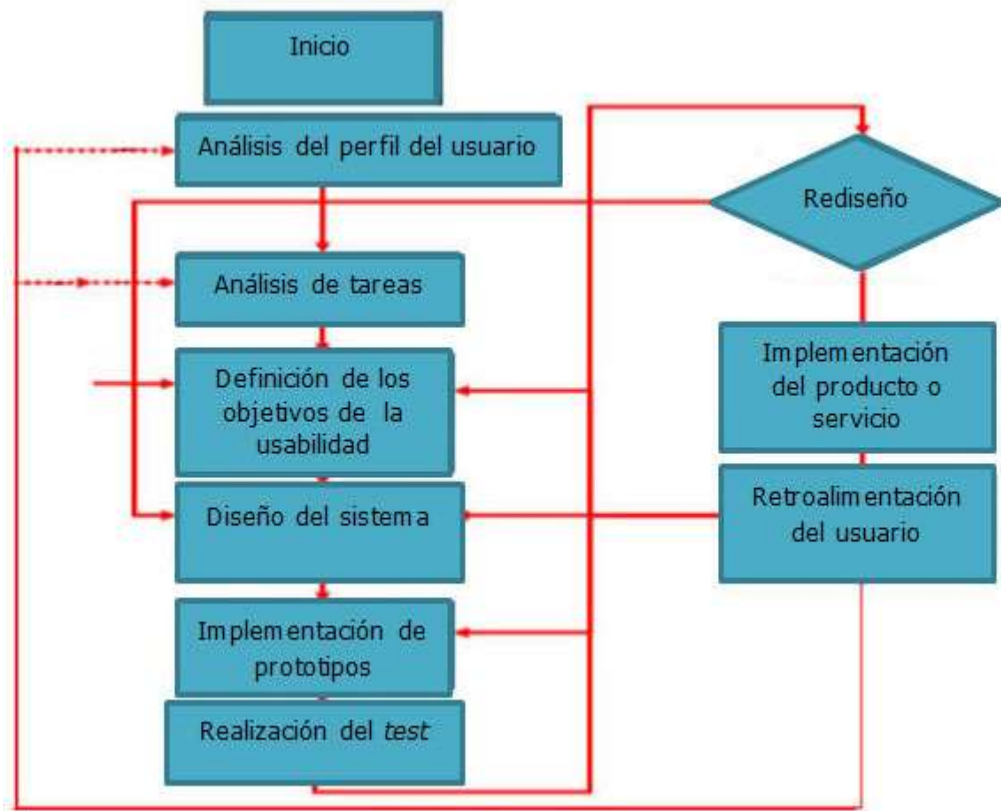 Inicio
Análisis del perfil del usuario
Rediseño
Análisis de tareas
Definición de los
objetivos de la
usabilidad
Implementación
del producto o
servicio
Diseño del sistema
Retroalimentación
del usuario
Implementación de
prototipos
Realización del test